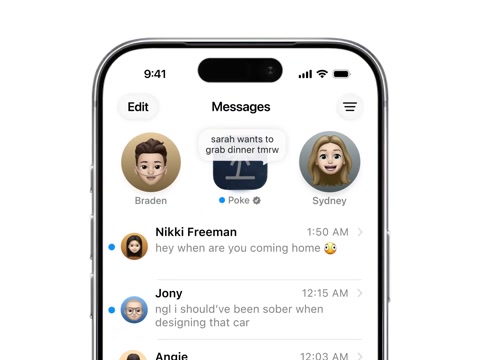 9:41
Edit
Messages
sarah wants to
grab dinner tmrw
Braden
Poke
Sydney
Nikki Freeman
1:50 AM
hey when are you coming home 🥴
Jony
12:15 AM
ngl i should've been sober when
designing that car
Angie
12:03 AM